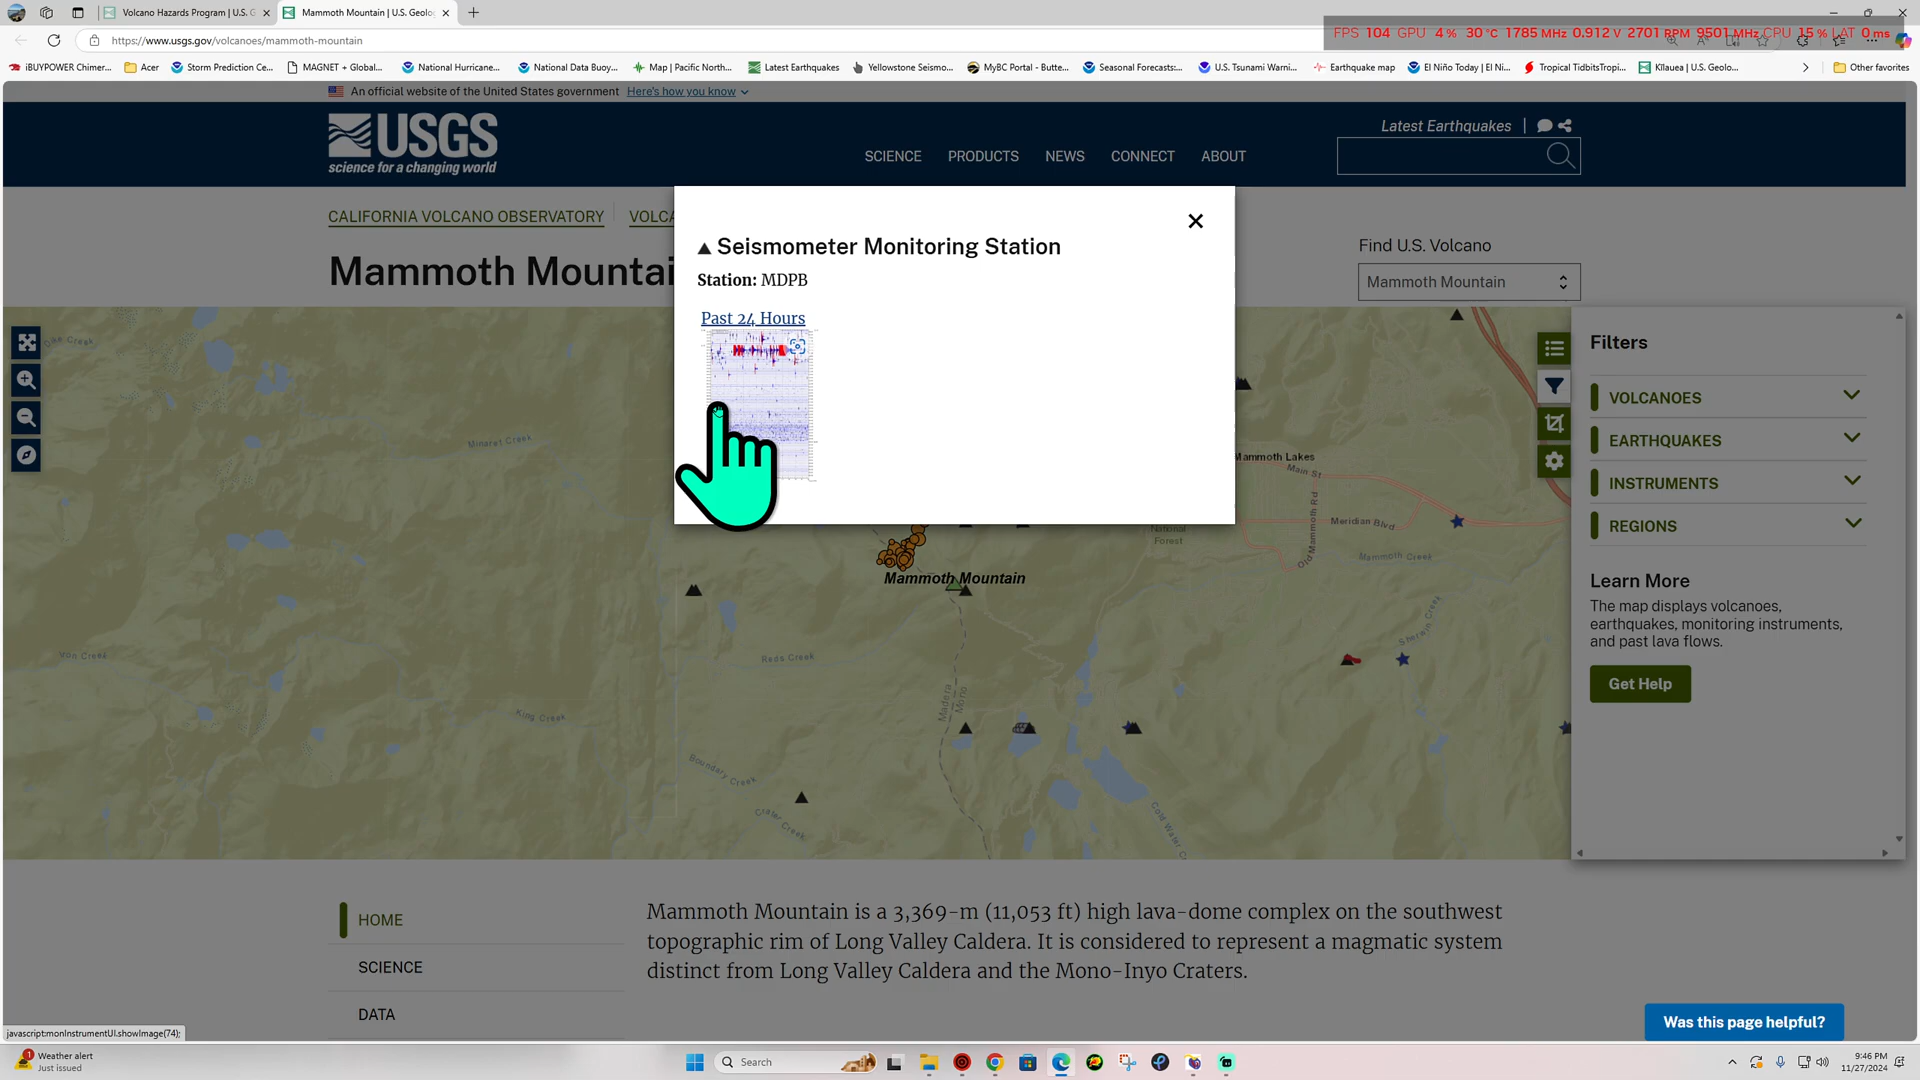 Volcano Hazards Program | U.S. G
Mammoth Mountain | U.S. Geolo
https://www.usgs.gov/volcanoes/mammoth-mountain
FPS 104 GPU 4 % 30 °C 1785 MHz 0.912 V 2701 RPM 9501 MHz CPU 15 % LAT 0 ms
iBUYPOWER Chimer...
Acer
Storm Prediction Ce...
MAGNET + Global...
National Hurricane...
National Data Buoy...
Map | Pacific North...
Latest Earthquakes
Yellowstone Seismo...
MyBC Portal - Butte...
Seasonal Forecasts:...
U.S. Tsunami Warni...
Earthquake map
El Niño Today | El Ni...
Tropical TidbitsTropi...
Kīlauea | U.S. Geolo...
Other favorites
An official website of the United States government Here's how you know
USGS
science for a changing world
Latest Earthquakes
SCIENCE PRODUCTS NEWS CONNECT ABOUT
CALIFORNIA VOLCANO OBSERVATORY VOLCA
Mammoth Mountai
Find U.S. Volcano
Mammoth Mountain
Seismometer Monitoring Station
Station: MDPB
Past 24 Hours
Filters
VOLCANOES
EARTHQUAKES
INSTRUMENTS
REGIONS
Learn More
The map displays volcanoes,
earthquakes, monitoring instruments,
and past lava flows.
Get Help
Minaret Creek
Mammoth Lakes
Main St
Meridian Blvd
Old Mammoth Rd
Mammoth Creek
National
Forest
Mammoth Mountain
Sherwin Creek
Von Creek
Reds Creek
King Creek
Madera
Mono
Boundary Creek
Crater Creek
Cold Water C
HOME
SCIENCE
DATA
Mammoth Mountain is a 3,369-m (11,053 ft) high lava-dome complex on the southwest
topographic rim of Long Valley Caldera. It is considered to represent a magmatic system
distinct from Long Valley Caldera and the Mono-Inyo Craters.
Was this page helpful?
javascript:monInstrumentUI.showImage(74);
1
Weather alert
Just issued
Search
9:46 PM
11/27/2024